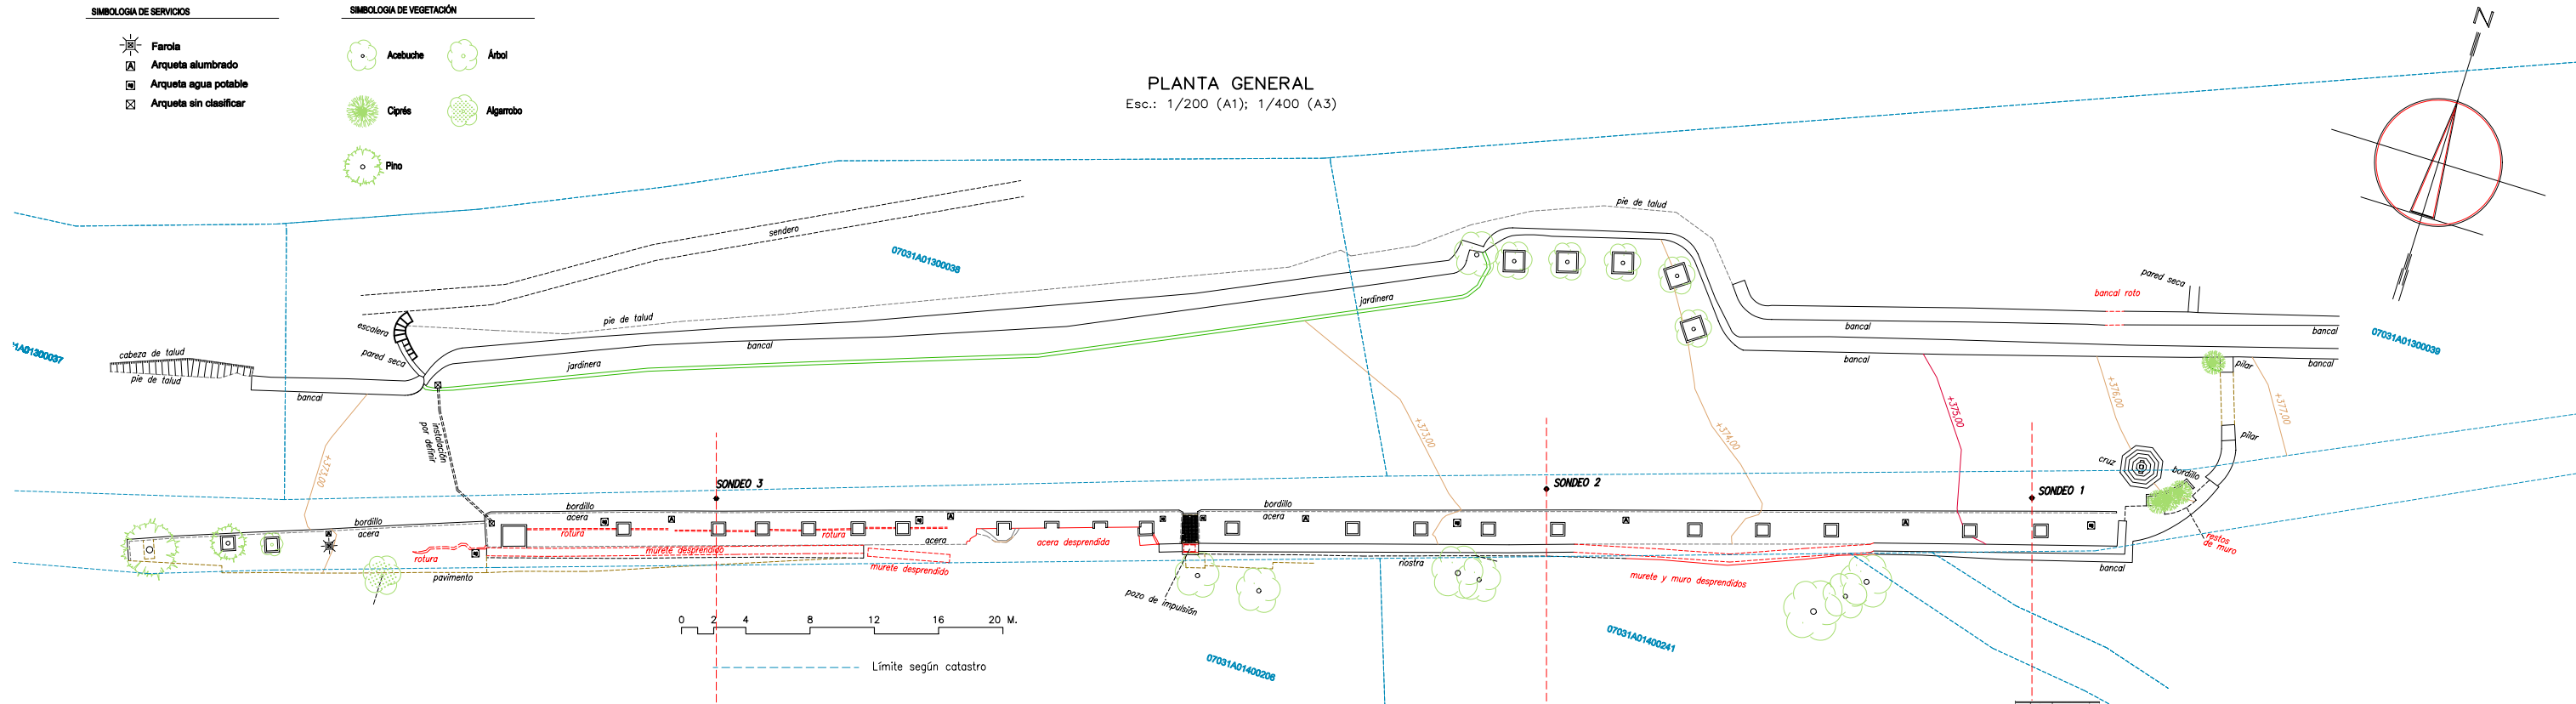 SIMBOLOGIA DE SERVICIOS
Farola
Arqueta alumbrado
Arqueta agua potable
Arqueta sin clasificar
SIMBOLOGIA DE VEGETACIÓN
Acebuche
Árbol
Ciprés
Algarrobo
Pino
PLANTA GENERAL
Esc.: 1/200 (A1); 1/400 (A3)
N
sendero
07031A01300038
pie de talud
pared seca
bancal roto
jardinera
escalera
pie de talud
bancal
bancal
07031A01300039
1A01300037
cabeza de talud
pared seca
bancal
jardinera
bancal
pilar
bancal
pie de talud
bancal
+376,00
+377,00
+375,00
instalación
por definir
+373,00
+374,00
pilar
cruz
bordillo
+373,00
SONDEO 3
SONDEO 2
SONDEO 1
bordillo
acera
bordillo
acera
bordillo
acera
rotura
rotura
acera
acera desprendida
restos
de muro
rotura
murete desprendido
murete desprendido
riostra
bancal
pavimento
murete y muro desprendidos
pozo de impulsión
0 2 4 8 12 16 20 M.
07031A01400241
Límite según catastro
07031A01400206